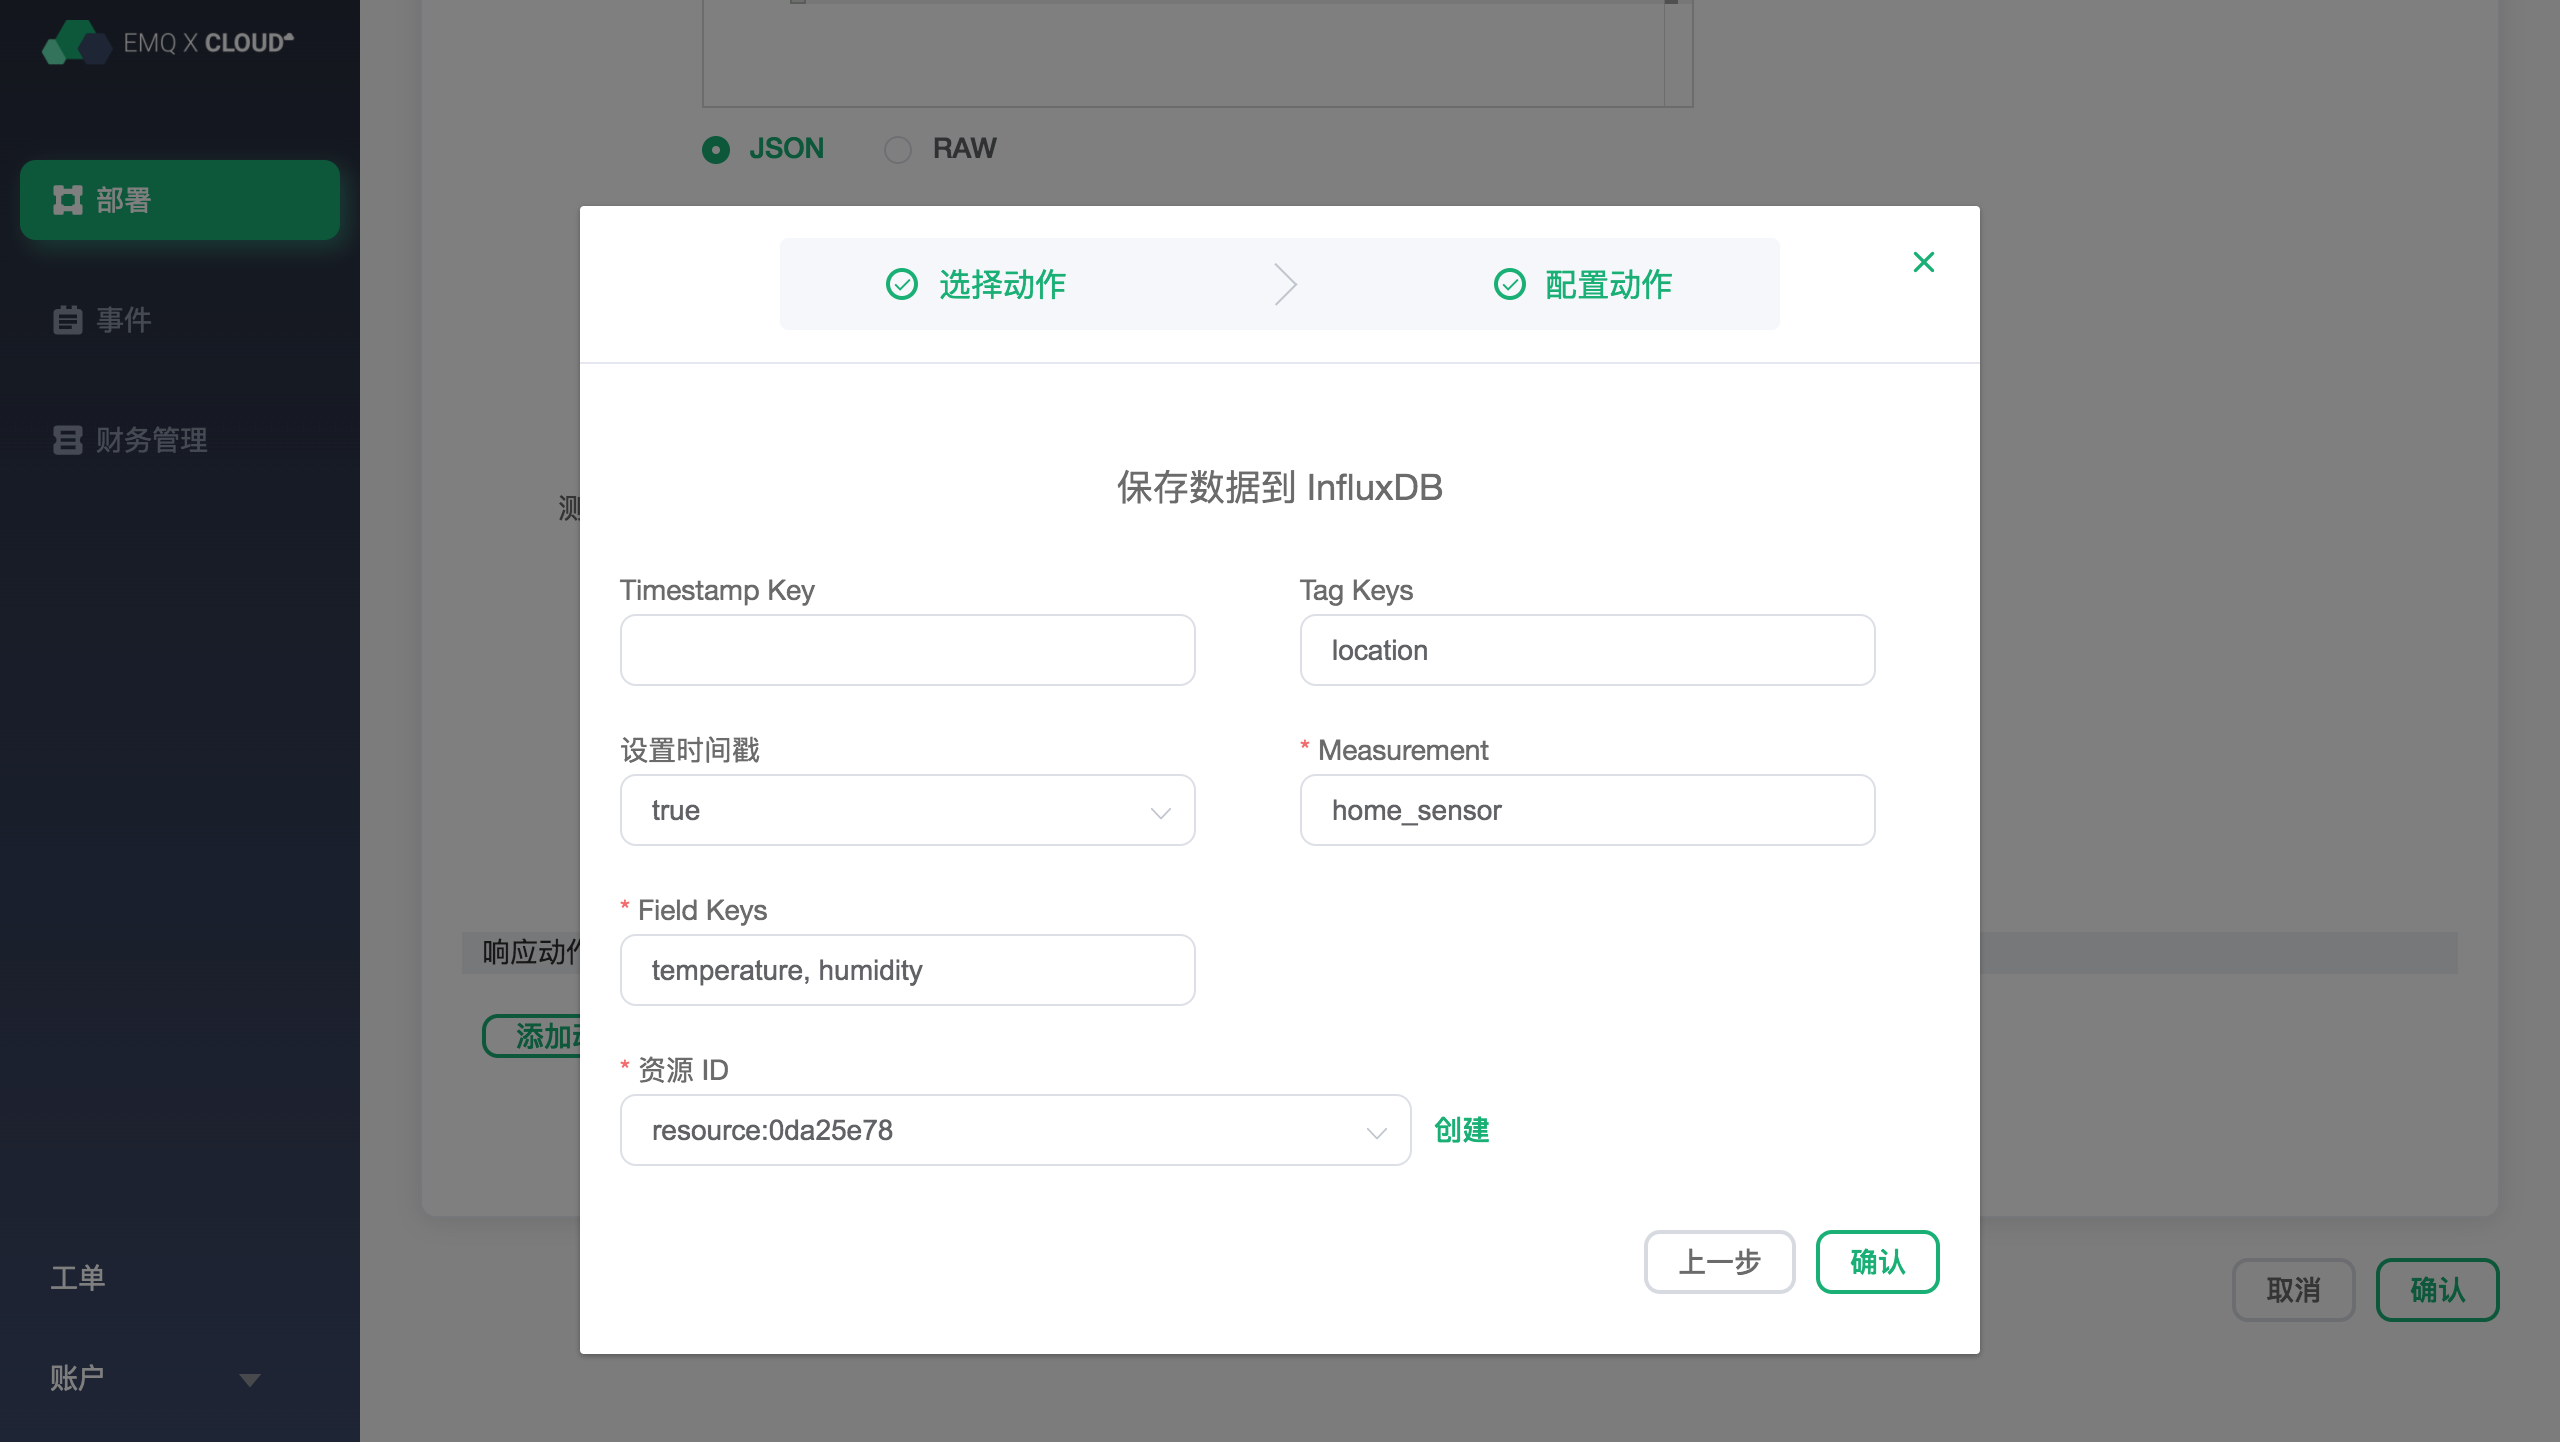 EMQ X CLOUD
部署
事件
财务管理
工单
账户
JSON
RAW
测
响应动作
添加
选择动作
配置动作
保存数据到 InfluxDB
Timestamp Key
Tag Keys
location
设置时间戳
* Measurement
true
home_sensor
* Field Keys
temperature, humidity
* 资源 ID
resource:0da25e78
创建
上一步
确认
取消
确认